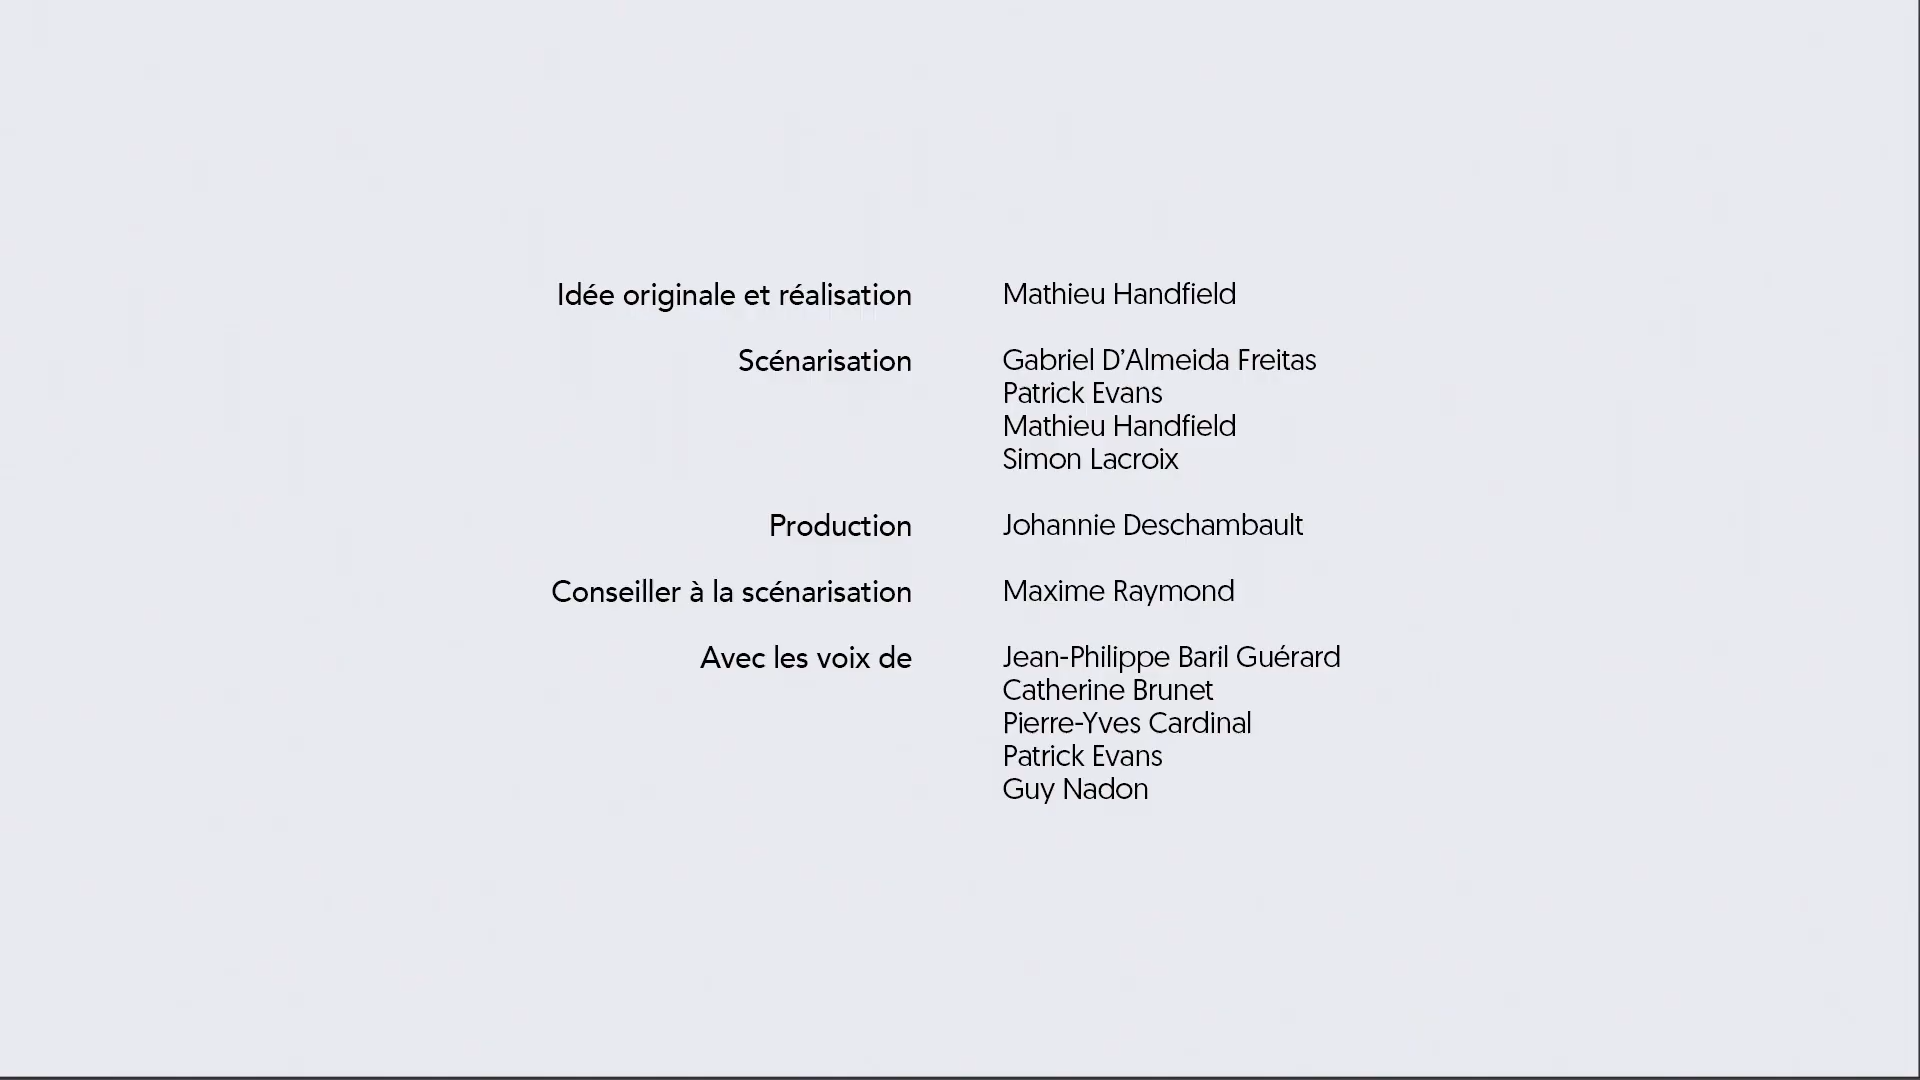 Idée originale et réalisation Mathieu Handfield
Scénarisation Gabriel D’Almeida Freitas
Patrick Evans
Mathieu Handfield
Simon Lacroix
Production Johannie Deschambault
Conseiller à la scénarisation Maxime Raymond
Avec les voix de Jean-Philippe Baril Guérard
Catherine Brunet
Pierre-Yves Cardinal
Patrick Evans
Guy Nadon